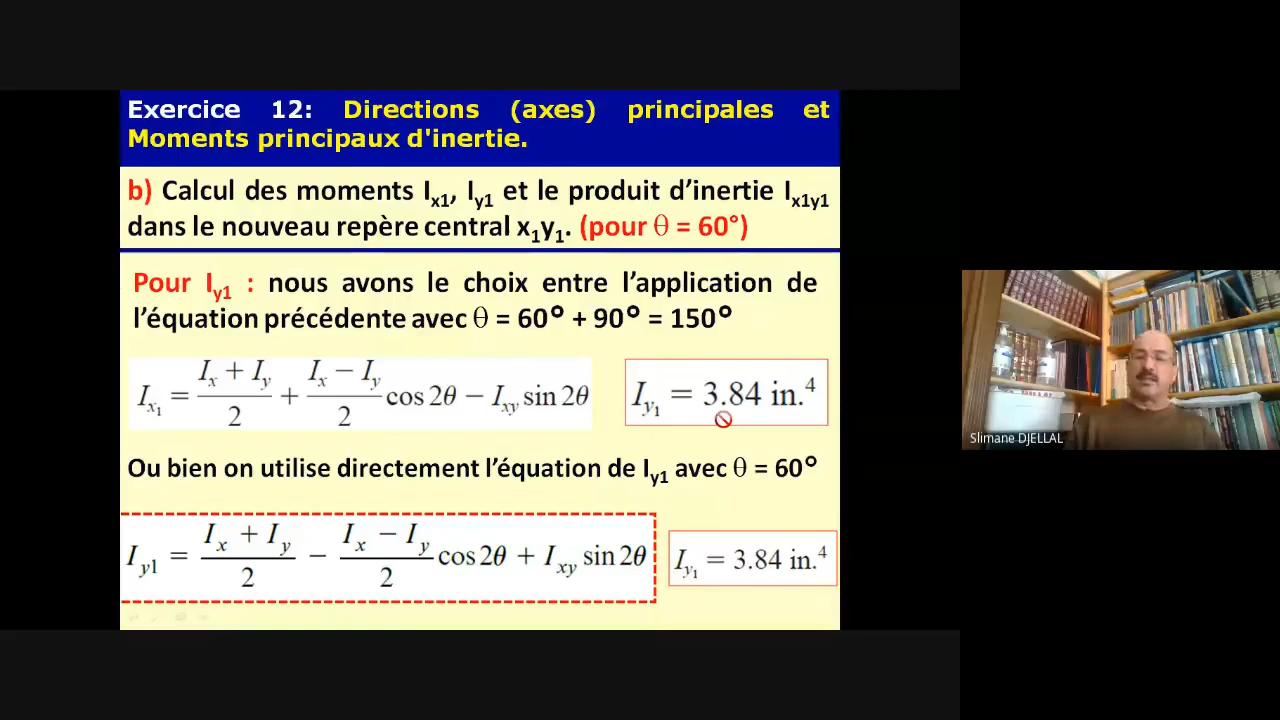 Exercice 12: Directions (axes) principales et
Moments principaux d'inertie.
b) Calcul des moments Ix1, Iy1 et le produit d’inertie Ix1y1
dans le nouveau repère central x1y1. (pour θ = 60°)
Pour Iy1 : nous avons le choix entre l’application de
l’équation précédente avec θ = 60° + 90° = 150°
Ix1 = (Ix + Iy)/2 + (Ix − Iy)/2 cos 2θ − Ixy sin 2θ
Iy1 = 3.84 in.⁴
Ou bien on utilise directement l’équation de Iy1 avec θ = 60°
Iy1 = (Ix + Iy)/2 − (Ix − Iy)/2 cos 2θ + Ixy sin 2θ
Iy1 = 3.84 in.⁴
Slimane DJELLAL